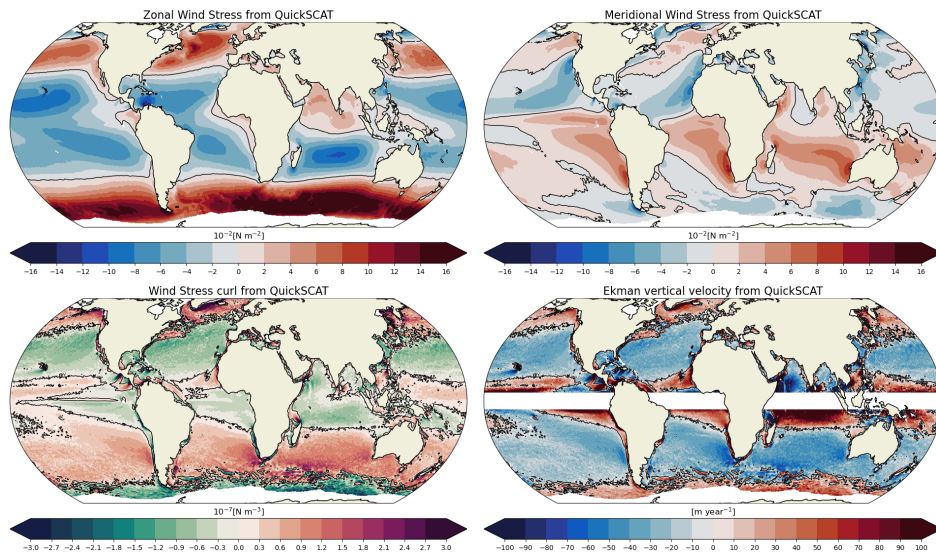 Zonal Wind Stress from QuickSCAT
Meridional Wind Stress from QuickSCAT
10⁻²[N m⁻²]
−16 −14 −12 −10 −8 −6 −4 −2 0 2 4 6 8 10 12 14 16
10⁻²[N m⁻²]
−16 −14 −12 −10 −8 −6 −4 −2 0 2 4 6 8 10 12 14 16
Wind Stress curl from QuickSCAT
Ekman vertical velocity from QuickSCAT
10⁻⁷[N m⁻³]
−3.0 −2.7 −2.4 −2.1 −1.8 −1.5 −1.2 −0.9 −0.6 −0.3 0.0 0.3 0.6 0.9 1.2 1.5 1.8 2.1 2.4 2.7 3.0
[m year⁻¹]
−100 −90 −80 −70 −60 −50 −40 −30 −20 −10 0 10 20 30 40 50 60 70 80 90 100